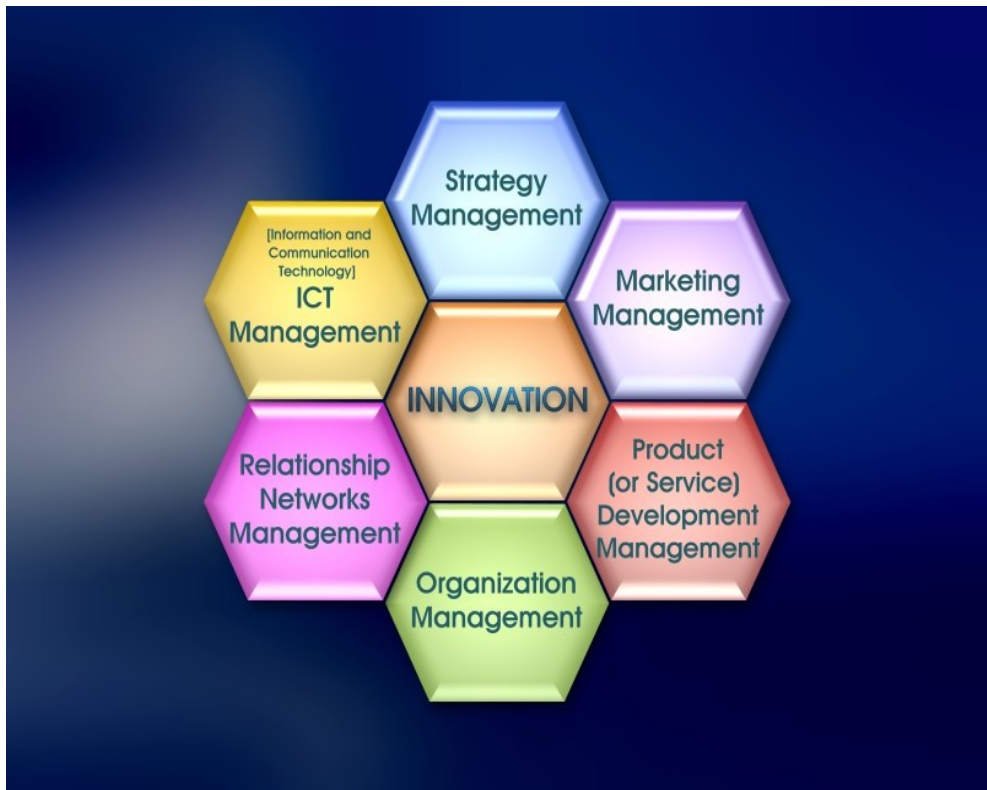 Strategy
Management
[Information and
Communication
Technology]
ICT
Management
Marketing
Management
INNOVATION
Relationship
Networks
Management
Product
(or Service)
Development
Management
Organization
Management